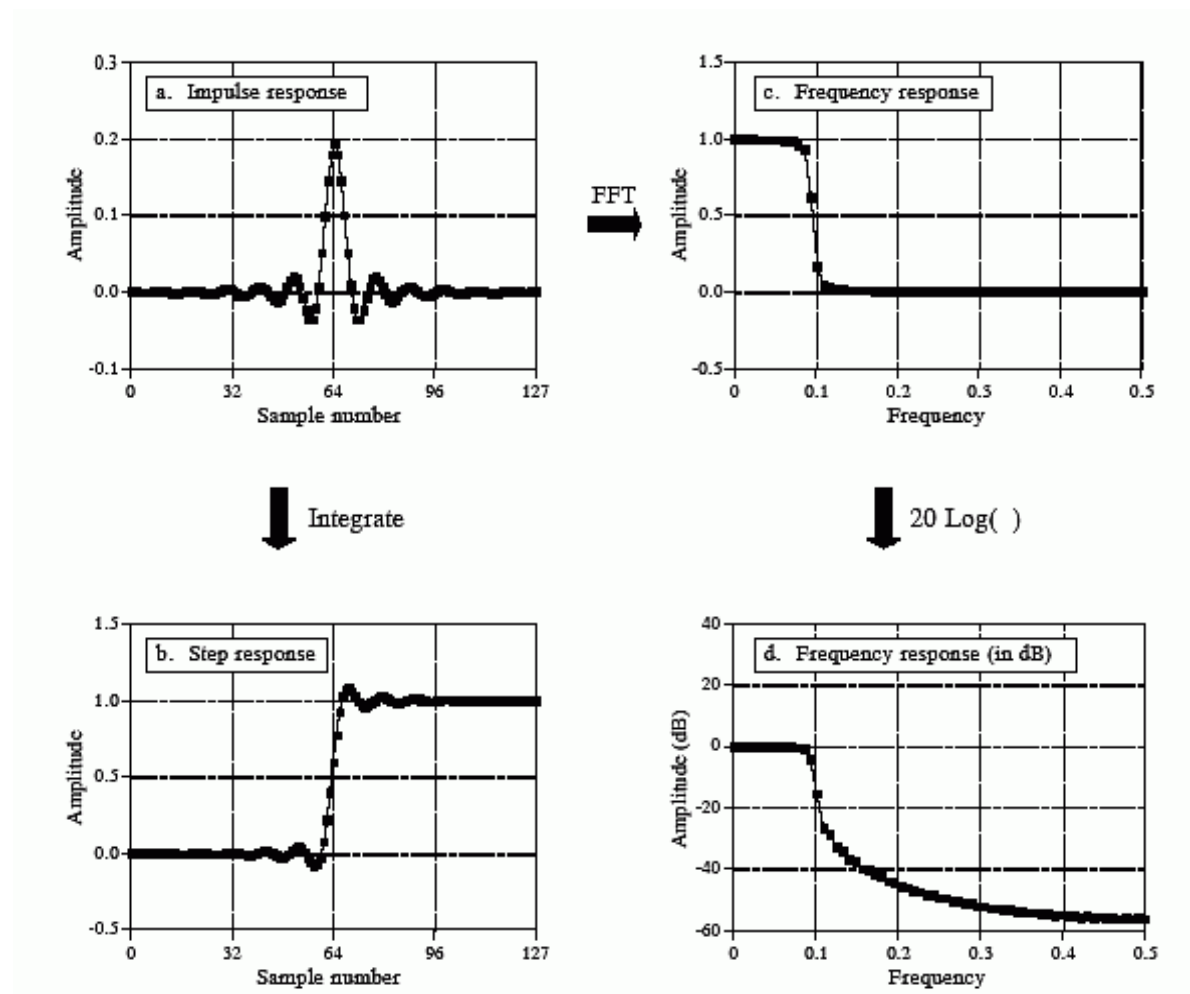 a. Impulse response
Amplitude
0.3
0.2
0.1
0.0
-0.1
0 32 64 96 127
Sample number
FFT
c. Frequency response
Amplitude
1.5
1.0
0.5
0.0
-0.5
0 0.1 0.2 0.3 0.4 0.5
Frequency
Integrate
20 Log( )
b. Step response
Amplitude
1.5
1.0
0.5
0.0
-0.5
0 32 64 96 127
Sample number
d. Frequency response (in dB)
Amplitude (dB)
40
20
0
-20
-40
-60
0 0.1 0.2 0.3 0.4 0.5
Frequency